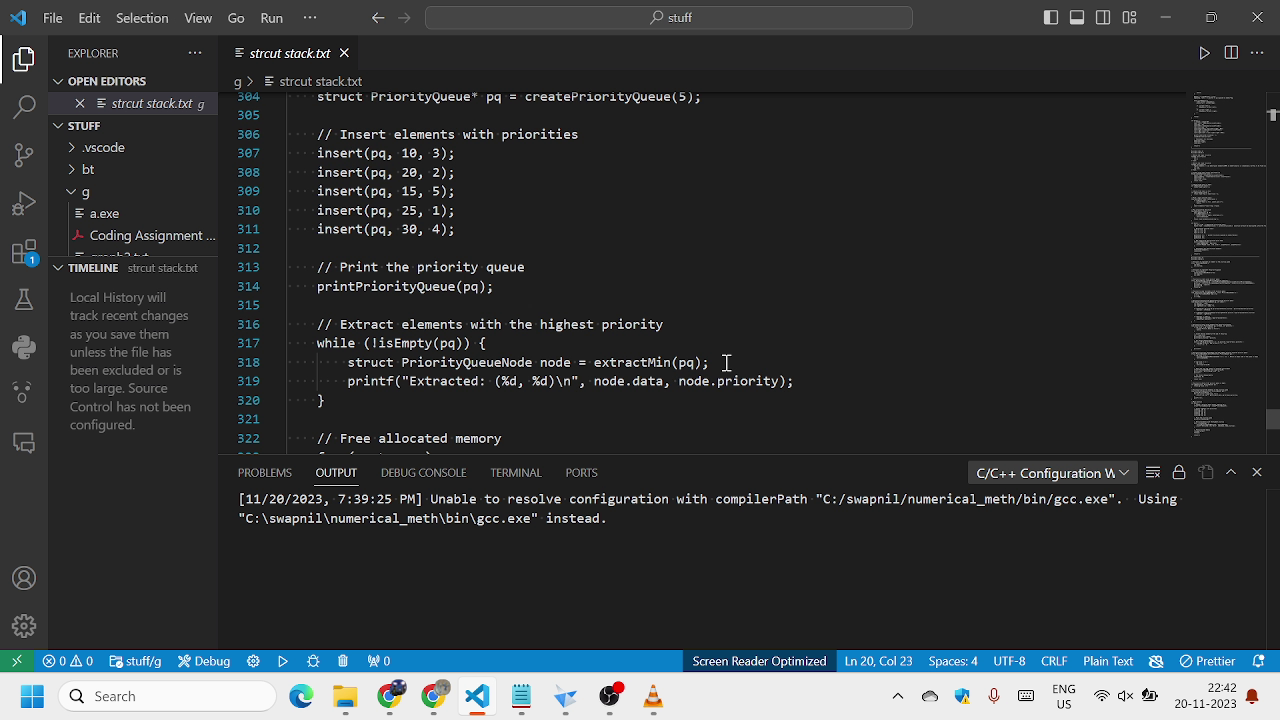 File Edit Selection View Go Run ··· stuff
EXPLORER ···
strcut stack.txt
OPEN EDITORS
g > strcut stack.txt
strcut stack.txt g
STUFF
.vscode
bb
g
a.exe
Coding Assignment ...
TIMELINE strcut stack.txt
Local History will
track recent changes
as you save them
unless the file has
been excluded or is
too large. Source
control has not been
configured.
304 struct PriorityQueue* pq = createPriorityQueue(5);
305
306 // Insert elements with priorities
307 insert(pq, 10, 3);
308 insert(pq, 20, 2);
309 insert(pq, 15, 5);
310 insert(pq, 25, 1);
311 insert(pq, 30, 4);
312
313 // Print the priority queue
314 printPriorityQueue(pq);
315
316 // Extract elements with the highest priority
317 while (!isEmpty(pq)) {
318 struct PriorityQueueNode node = extractMin(pq);
319 printf("Extracted: (%d, %d)\n", node.data, node.priority);
320 }
321
322 // Free allocated memory
PROBLEMS OUTPUT DEBUG CONSOLE TERMINAL PORTS C/C++ Configuration W
[11/20/2023, 7:39:25 PM] Unable to resolve configuration with compilerPath "C:/swapnil/numerical_meth/bin/gcc.exe". Using
"C:\swapnil\numerical_meth\bin\gcc.exe" instead.
0 0 stuff/g Debug 0 Screen Reader Optimized Ln 20, Col 23 Spaces: 4 UTF-8 CRLF Plain Text Prettier
Search ENG US 22:42
20-11-2023
1